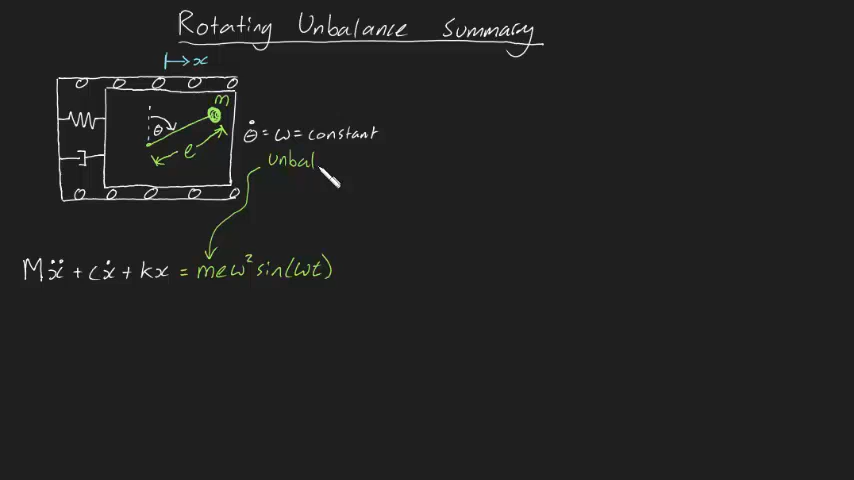 Rotating Unbalance Summary
x
m
θ
e
θ̇ = ω = constant
unbal
Mẍ + cẋ + kx = meω² sin(ωt)